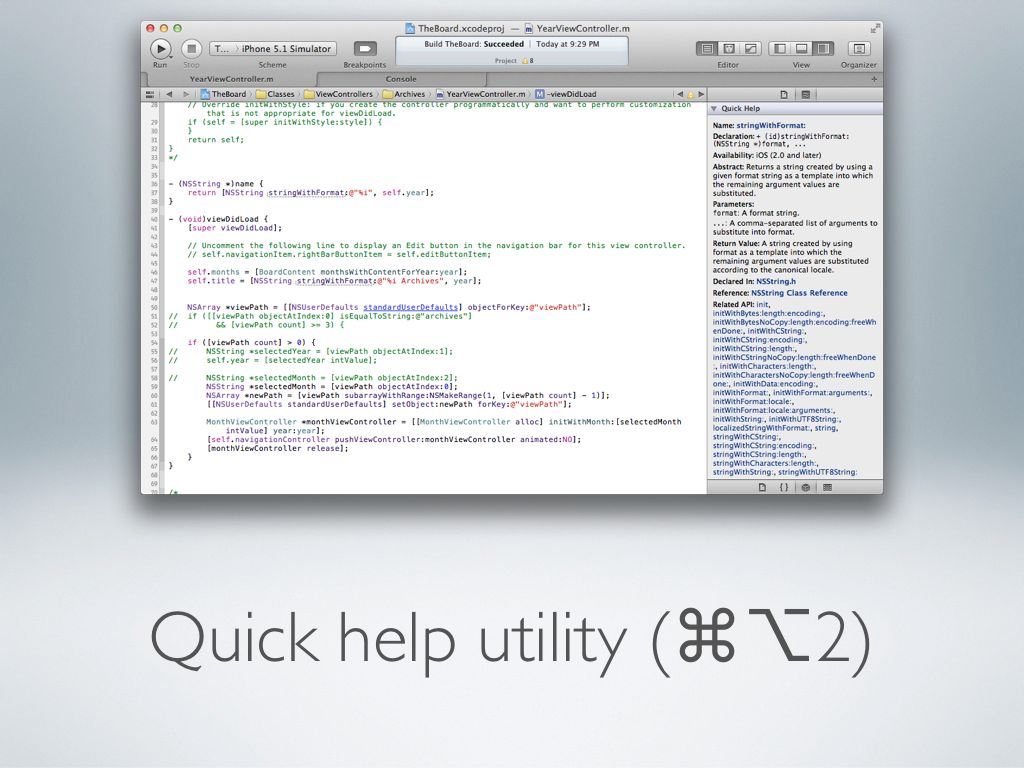 TheBoard.xcodeproj — YearViewController.m
T... iPhone 5.1 Simulator
Build TheBoard: Succeeded | Today at 9:29 PM
Project 8
Run Stop Scheme Breakpoints Editor View Organizer
YearViewController.m Console
TheBoard Classes ViewControllers Archives YearViewController.m M -viewDidLoad
28 // Override initWithStyle: if you create the controller programmatically and want to perform customization
that is not appropriate for viewDidLoad.
29 if (self = [super initWithStyle:style]) {
30 }
31 return self;
32 }
33 */
34
35
36 - (NSString *)name {
37 return [NSString stringWithFormat:@"%i", self.year];
38 }
39
40 - (void)viewDidLoad {
41 [super viewDidLoad];
42
43 // Uncomment the following line to display an Edit button in the navigation bar for this view controller.
44 // self.navigationItem.rightBarButtonItem = self.editButtonItem;
45
46 self.months = [BoardContent monthsWithContentForYear:year];
47 self.title = [NSString stringWithFormat:@"%i Archives", year];
48
49
50 NSArray *viewPath = [[NSUserDefaults standardUserDefaults] objectForKey:@"viewPath"];
51 // if ([[viewPath objectAtIndex:0] isEqualToString:@"archives"]
52 // && [viewPath count] >= 3) {
53
54 if ([viewPath count] > 0) {
55 // NSString *selectedYear = [viewPath objectAtIndex:1];
56 // self.year = [selectedYear intValue];
57
58 // NSString *selectedMonth = [viewPath objectAtIndex:2];
59 NSString *selectedMonth = [viewPath objectAtIndex:0];
60 NSArray *newPath = [viewPath subarrayWithRange:NSMakeRange(1, [viewPath count] - 1)];
61 [[NSUserDefaults standardUserDefaults] setObject:newPath forKey:@"viewPath"];
62
63 MonthViewController *monthViewController = [[MonthViewController alloc] initWithMonth:[selectedMonth
intValue] year:year];
64 [self.navigationController pushViewController:monthViewController animated:NO];
65 [monthViewController release];
66 }
67 }
68
69
70 /*
Quick Help
Name: stringWithFormat:
Declaration: + (id)stringWithFormat:
(NSString *)format, ...
Availability: iOS (2.0 and later)
Abstract: Returns a string created by using a
given format string as a template into which
the remaining argument values are
substituted.
Parameters:
format: A format string.
...: A comma-separated list of arguments to
substitute into format.
Return Value: A string created by using
format as a template into which the
remaining argument values are substituted
according to the canonical locale.
Declared In: NSString.h
Reference: NSString Class Reference
Related API: init,
initWithBytes:length:encoding:,
initWithBytesNoCopy:length:encoding:freeWh
enDone:, initWithCString:,
initWithCString:encoding:,
initWithCString:length:,
initWithCStringNoCopy:length:freeWhenDone
:, initWithCharacters:length:,
initWithCharactersNoCopy:length:freeWhenD
one:, initWithData:encoding:,
initWithFormat:, initWithFormat:arguments:,
initWithFormat:locale:,
initWithFormat:locale:arguments:,
initWithString:, initWithUTF8String:,
localizedStringWithFormat:, string,
stringWithCString:,
stringWithCString:encoding:,
stringWithCString:length:,
stringWithCharacters:length:,
stringWithString:, stringWithUTF8String:
Quick help utility (⌘⌥2)